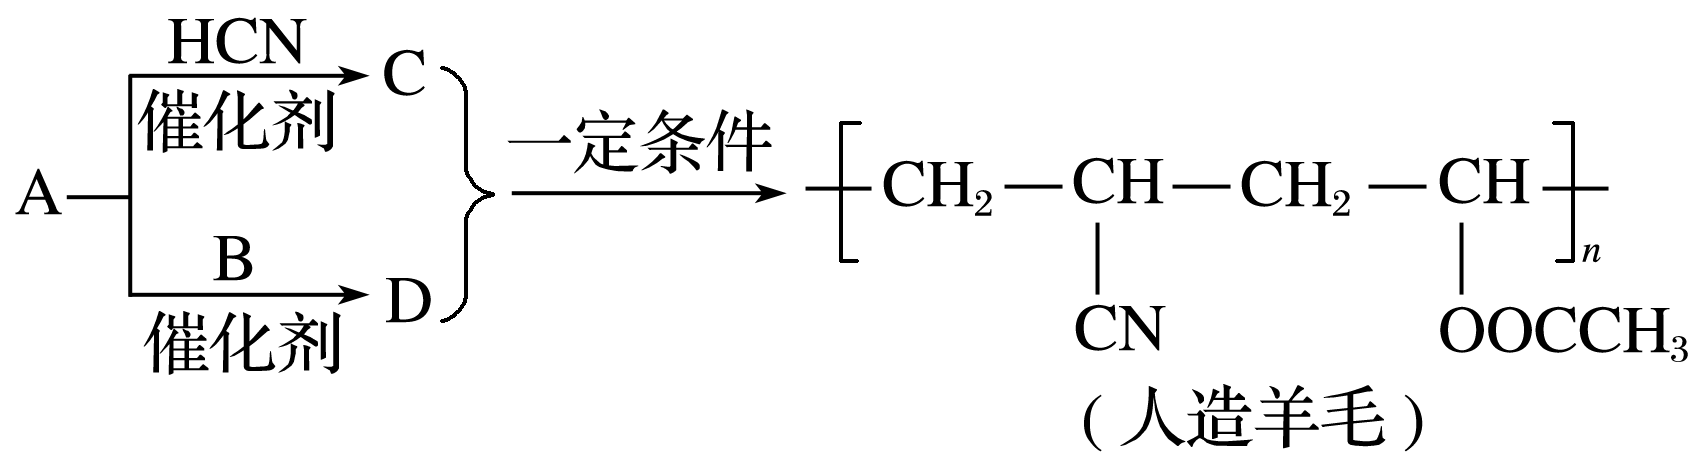 HCN
催化剂
C
A
B
催化剂
D
一定条件
CH₂—CH—CH₂—CH
n
CN
OOCCH₃
(人造羊毛)